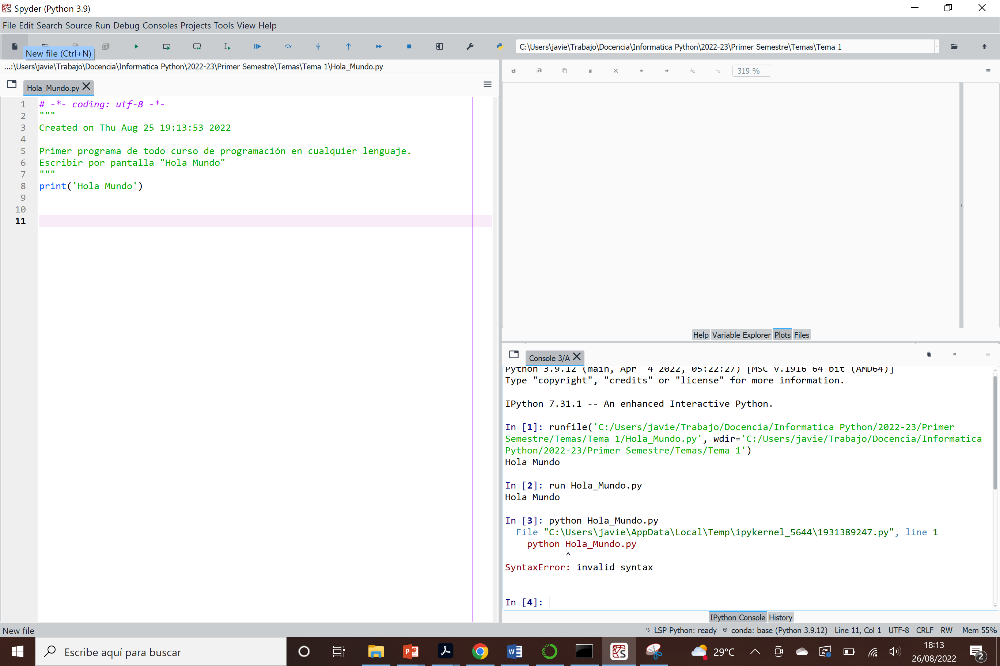 Spyder (Python 3.9)
File Edit Search Source Run Debug Consoles Projects Tools View Help
New file (Ctrl+N)
C:\Users\javie\Trabajo\Docencia\Informatica Python\2022-23\Primer Semestre\Temas\Tema 1
...:\Users\javie\Trabajo\Docencia\Informatica Python\2022-23\Primer Semestre\Temas\Tema 1\Hola_Mundo.py
Hola_Mundo.py
1 # -*- coding: utf-8 -*-
2 """
3 Created on Thu Aug 25 19:13:53 2022
4
5 Primer programa de todo curso de programación en cualquier lenguaje.
6 Escribir por pantalla "Hola Mundo"
7 """
8 print('Hola Mundo')
9
10
11
319 %
Help Variable Explorer Plots Files
Console 3/A
Python 3.9.12 (main, Apr  4 2022, 05:22:27) [MSC v.1916 64 bit (AMD64)]
Type "copyright", "credits" or "license" for more information.
IPython 7.31.1 -- An enhanced Interactive Python.
In [1]: runfile('C:/Users/javie/Trabajo/Docencia/Informatica Python/2022-23/Primer
Semestre/Temas/Tema 1/Hola_Mundo.py', wdir='C:/Users/javie/Trabajo/Docencia/Informatica
Python/2022-23/Primer Semestre/Temas/Tema 1')
Hola Mundo
In [2]: run Hola_Mundo.py
Hola Mundo
In [3]: python Hola_Mundo.py
File "C:\Users\javie\AppData\Local\Temp\ipykernel_5644\1931389247.py", line 1
python Hola_Mundo.py
^
SyntaxError: invalid syntax
In [4]:
IPython Console History
New file
LSP Python: ready conda: base (Python 3.9.12) Line 11, Col 1 UTF-8 CRLF RW Mem 55%
Escribe aquí para buscar
29°C
18:13
26/08/2022
2